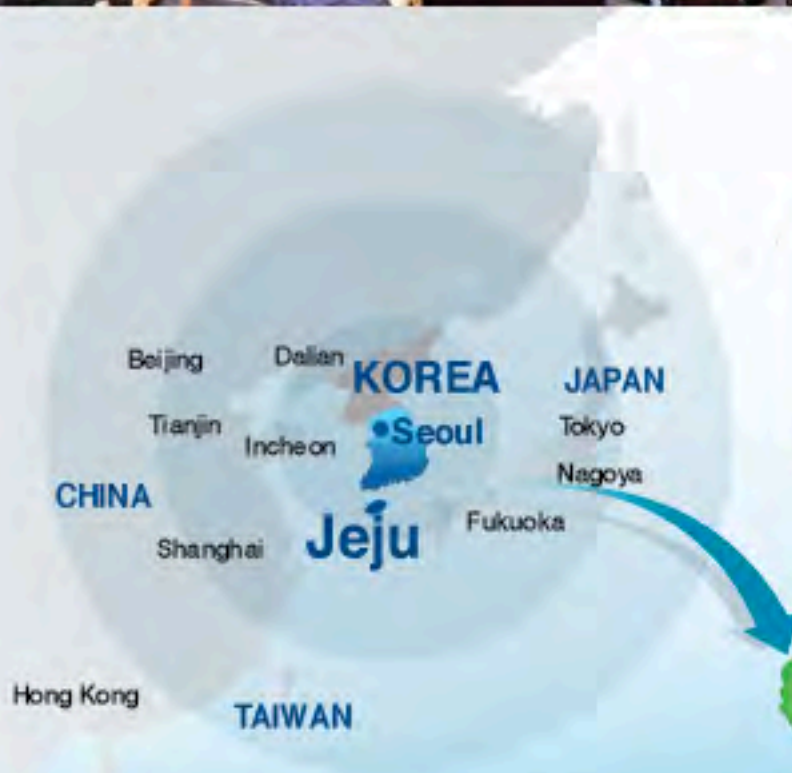 Beijing
Dalian
KOREA
JAPAN
Tianjin
Incheon
Seoul
Tokyo
Nagoya
CHINA
Jeju
Fukuoka
Shanghai
Hong Kong
TAIWAN